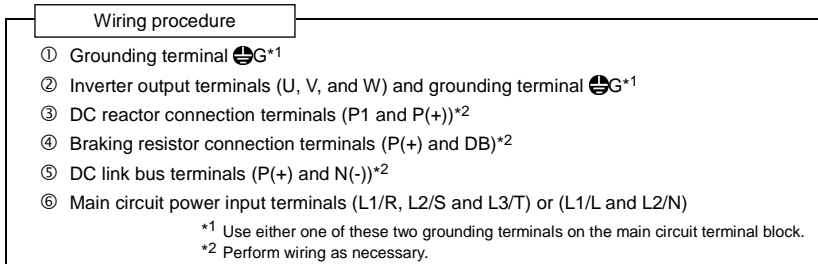 Wiring procedure
① Grounding terminal ⏚G*1
② Inverter output terminals (U, V, and W) and grounding terminal ⏚G*1
③ DC reactor connection terminals (P1 and P(+))*2
④ Braking resistor connection terminals (P(+) and DB)*2
⑤ DC link bus terminals (P(+) and N(-))*2
⑥ Main circuit power input terminals (L1/R, L2/S and L3/T) or (L1/L and L2/N)
*1 Use either one of these two grounding terminals on the main circuit terminal block.
*2 Perform wiring as necessary.